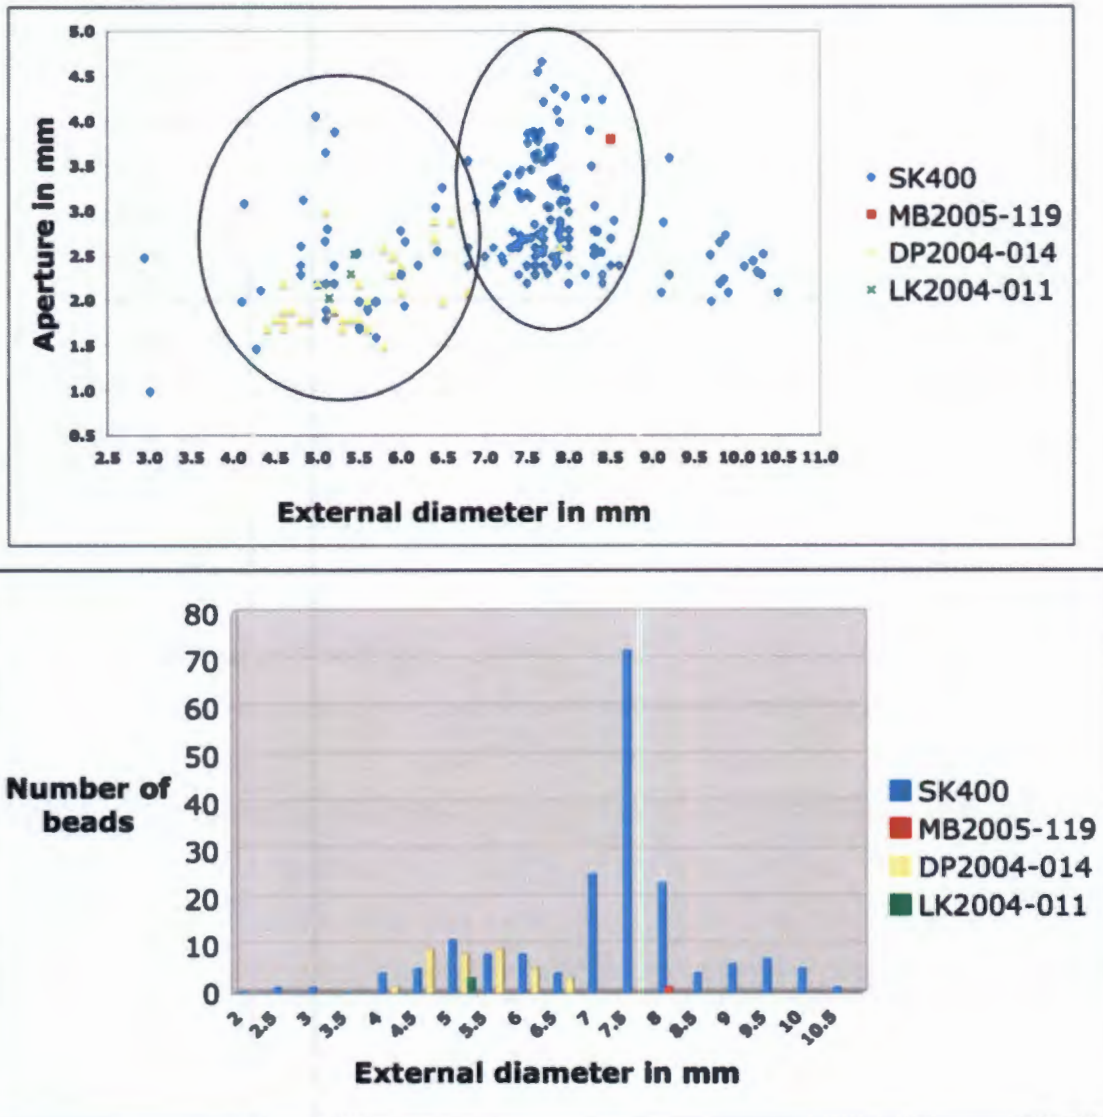 5.0
4.5
4.0
3.5
3.0
2.5
2.0
1.5
1.0
0.5
Aperture in mm
2.5 3.0 3.5 4.0 4.5 5.0 5.5 6.0 6.5 7.0 7.5 8.0 8.5 9.0 9.5 10.0 10.5 11.0
External diameter in mm
SK400
MB2005-119
DP2004-014
LK2004-011
80
70
60
50
40
30
20
10
0
Number of
beads
2 2.5 3 3.5 4 4.5 5 5.5 6 6.5 7 7.5 8 8.5 9 9.5 10 10.5
External diameter in mm
SK400
MB2005-119
DP2004-014
LK2004-011